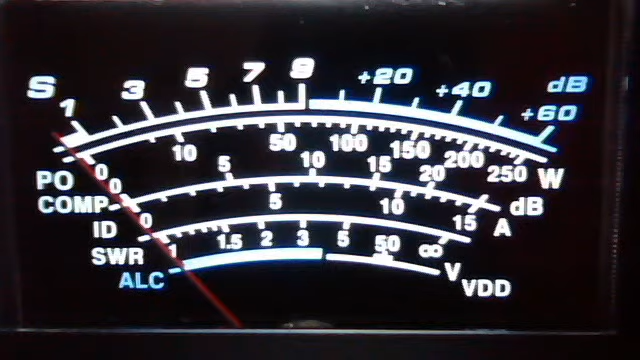 S 1 3 5 7 9 +20 +40 +60 dB
PO 0 10 50 100 150 200 250 W
COMP 0 5 10 15 20 dB
ID 0 5 10 15 A
SWR 1 1.5 2 3 5 50 ∞
ALC V VDD